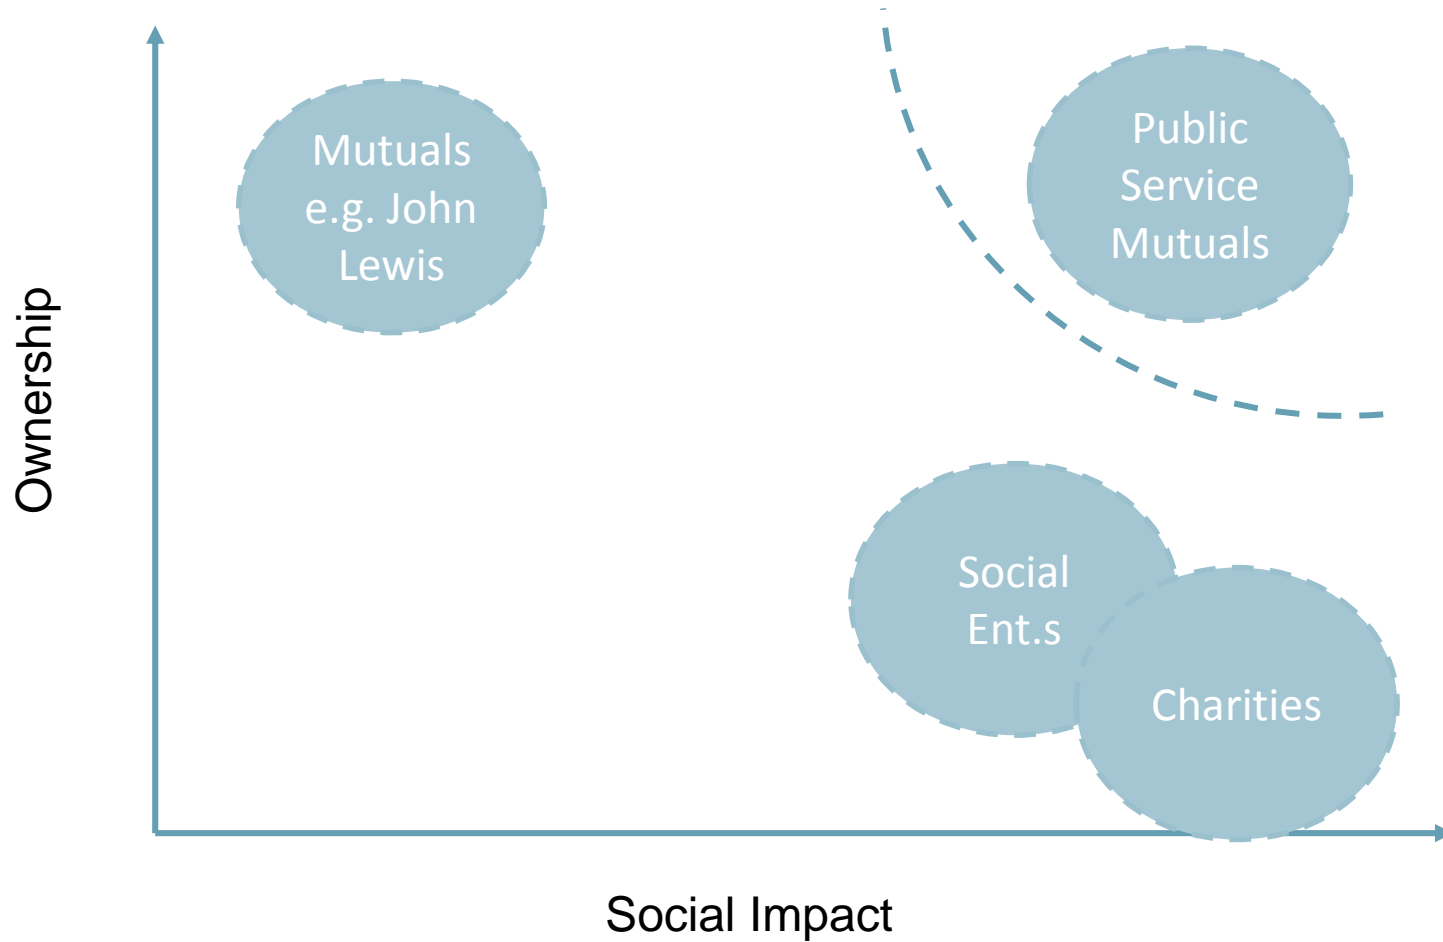 Mutuals
e.g. John
Lewis
Public
Service
Mutuals
Ownership
Social
Ent.s
Charities
Social Impact